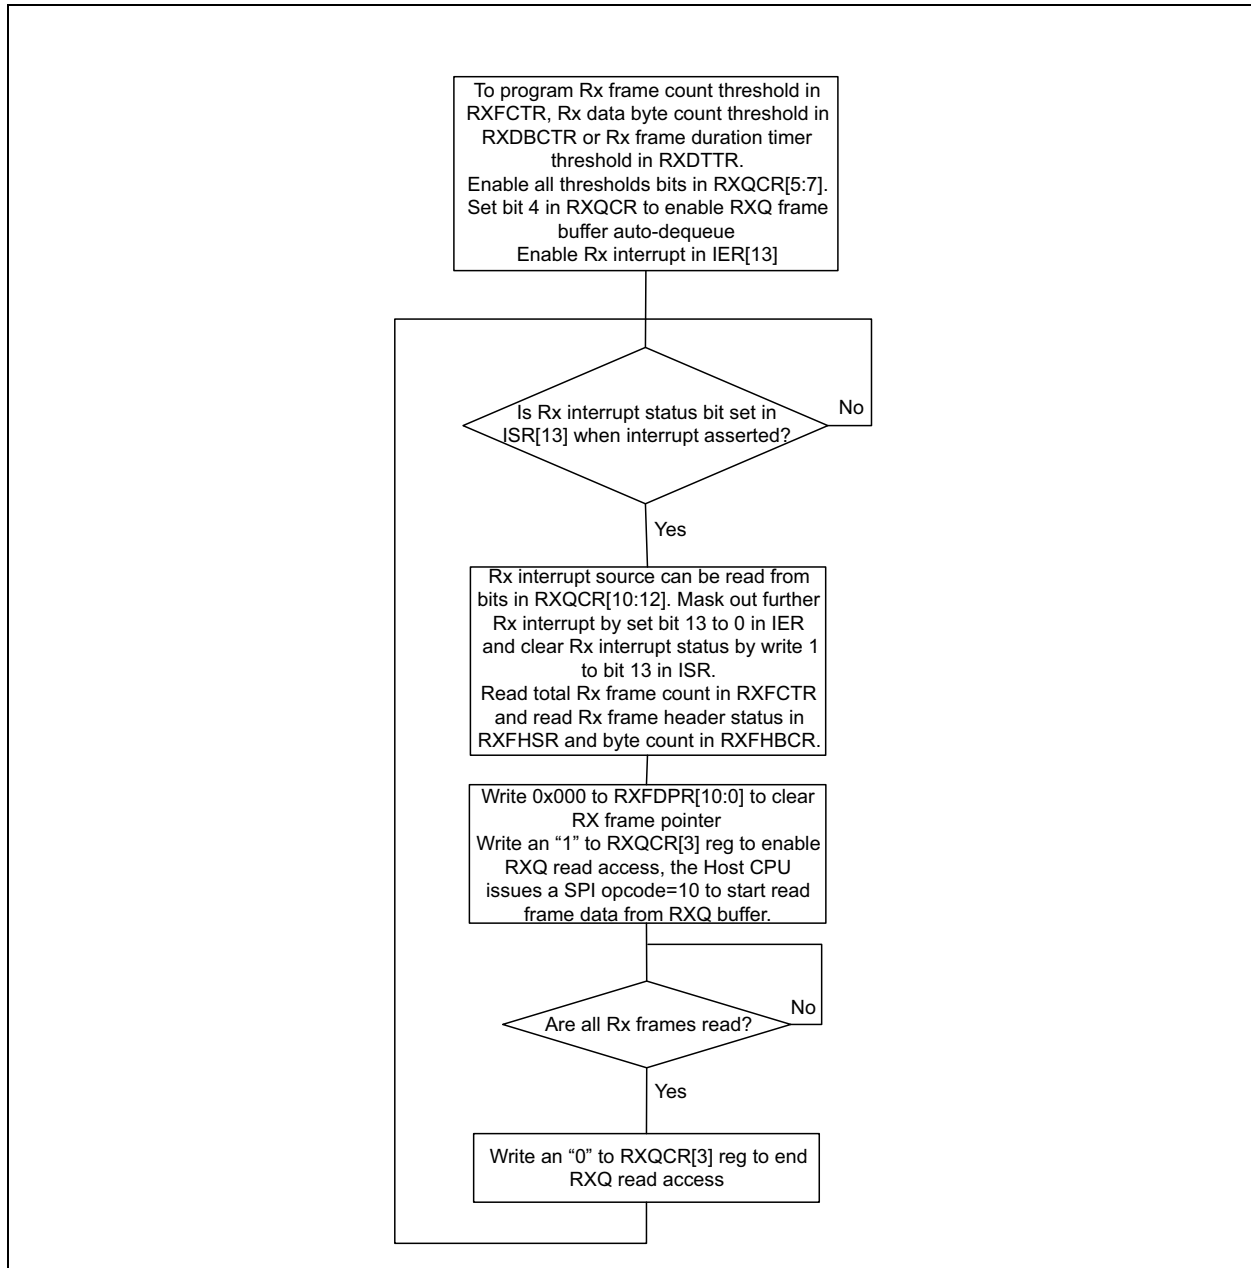 To program Rx frame count threshold in
RXFCTR, Rx data byte count threshold in
RXDBCTR or Rx frame duration timer
threshold in RXDTTR.
Enable all thresholds bits in RXQCR[5:7].
Set bit 4 in RXQCR to enable RXQ frame
buffer auto-dequeue
Enable Rx interrupt in IER[13]
Is Rx interrupt status bit set in
ISR[13] when interrupt asserted?
No
Yes
Rx interrupt source can be read from
bits in RXQCR[10:12]. Mask out further
Rx interrupt by set bit 13 to 0 in IER
and clear Rx interrupt status by write 1
to bit 13 in ISR.
Read total Rx frame count in RXFCTR
and read Rx frame header status in
RXFHSR and byte count in RXFHBCR.
Write 0x000 to RXFDPR[10:0] to clear
RX frame pointer
Write an “1” to RXQCR[3] reg to enable
RXQ read access, the Host CPU
issues a SPI opcode=10 to start read
frame data from RXQ buffer.
Are all Rx frames read?
No
Yes
Write an “0” to RXQCR[3] reg to end
RXQ read access